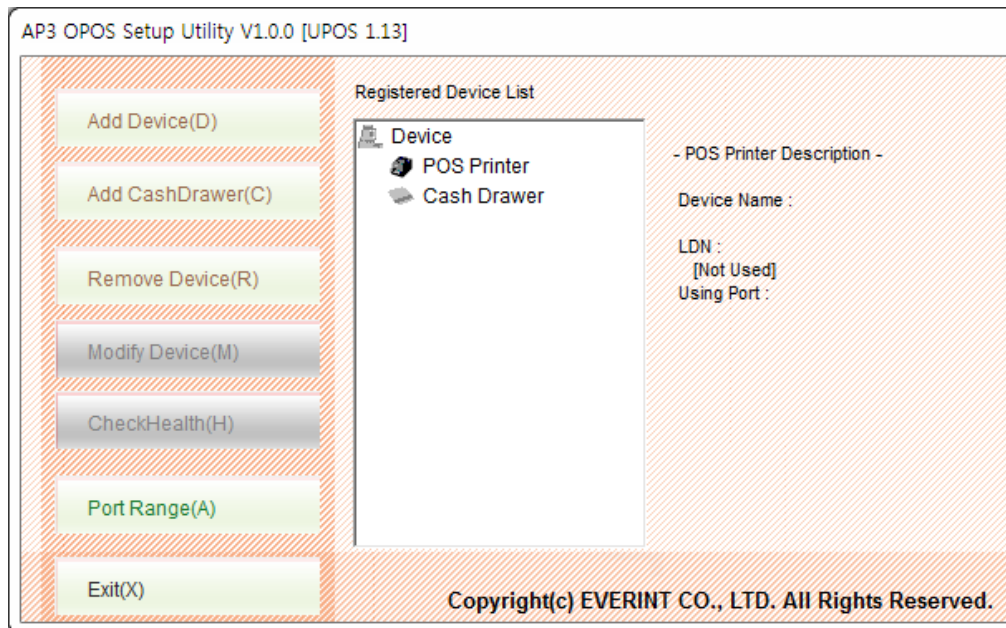 AP3 OPOS Setup Utility V1.0.0 [UPOS 1.13]
Add Device(D)
Add CashDrawer(C)
Remove Device(R)
Modify Device(M)
CheckHealth(H)
Port Range(A)
Exit(X)
Registered Device List
Device
POS Printer
Cash Drawer
- POS Printer Description -
Device Name :
LDN :
[Not Used]
Using Port :
Copyright(c) EVERINT CO., LTD. All Rights Reserved.